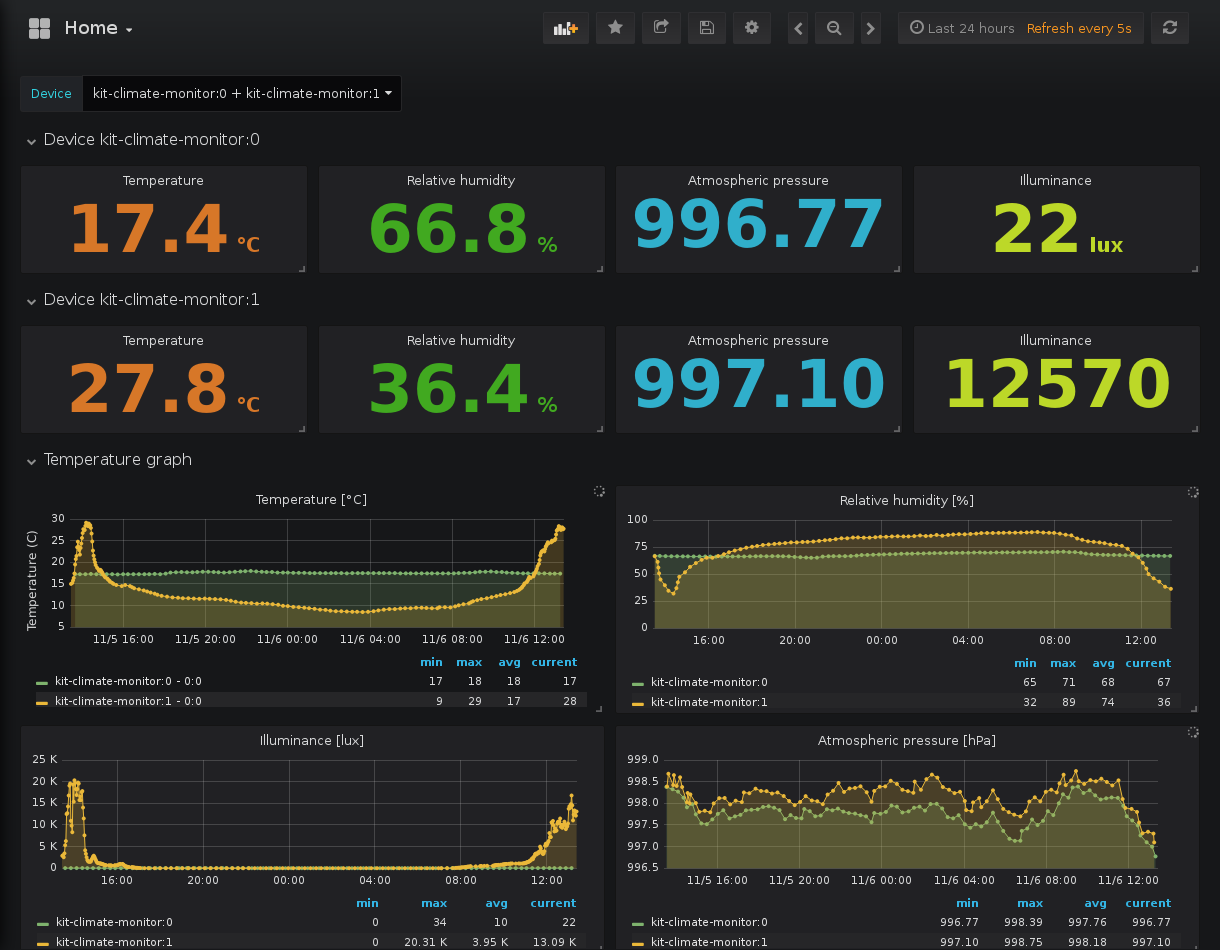 Home
Last 24 hours Refresh every 5s
Device kit-climate-monitor:0 + kit-climate-monitor:1
Device kit-climate-monitor:0
Temperature Relative humidity Atmospheric pressure Illuminance
17.4 °C 66.8 % 996.77 22 lux
Device kit-climate-monitor:1
Temperature Relative humidity Atmospheric pressure Illuminance
27.8 °C 36.4 % 997.10 12570
Temperature graph
Temperature [°C]
Temperature (C)
30
25
20
15
10
5
11/5 16:00 11/5 20:00 11/6 00:00 11/6 04:00 11/6 08:00 11/6 12:00
min max avg current
kit-climate-monitor:0 - 0:0 17 18 18 17
kit-climate-monitor:1 - 0:0 9 29 17 28
Relative humidity [%]
100
75
50
25
0
16:00 20:00 00:00 04:00 08:00 12:00
min max avg current
kit-climate-monitor:0 65 71 68 67
kit-climate-monitor:1 32 89 74 36
Illuminance [lux]
25 K
20 K
15 K
10 K
5 K
0
16:00 20:00 00:00 04:00 08:00 12:00
min max avg current
kit-climate-monitor:0 0 34 10 22
kit-climate-monitor:1 0 20.31 K 3.95 K 13.09 K
Atmospheric pressure [hPa]
999.0
998.5
998.0
997.5
997.0
996.5
11/5 16:00 11/5 20:00 11/6 00:00 11/6 04:00 11/6 08:00 11/6 12:00
min max avg current
kit-climate-monitor:0 996.77 998.39 997.76 996.77
kit-climate-monitor:1 997.10 998.75 998.18 997.10